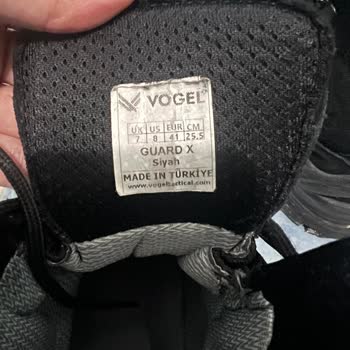 VOGEL
UK US EUR CM
7 8 41 25.5
GUARD X
Siyah
MADE IN TÜRKİYE
www.vogeltactical.com